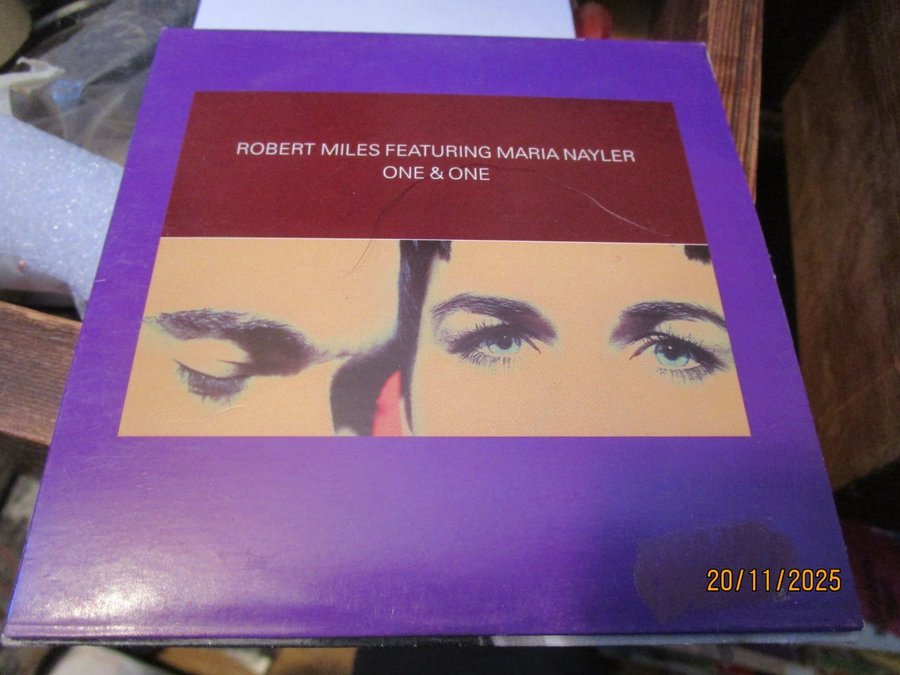 ROBERT MILES FEATURING MARIA NAYLER
ONE & ONE
20/11/2025